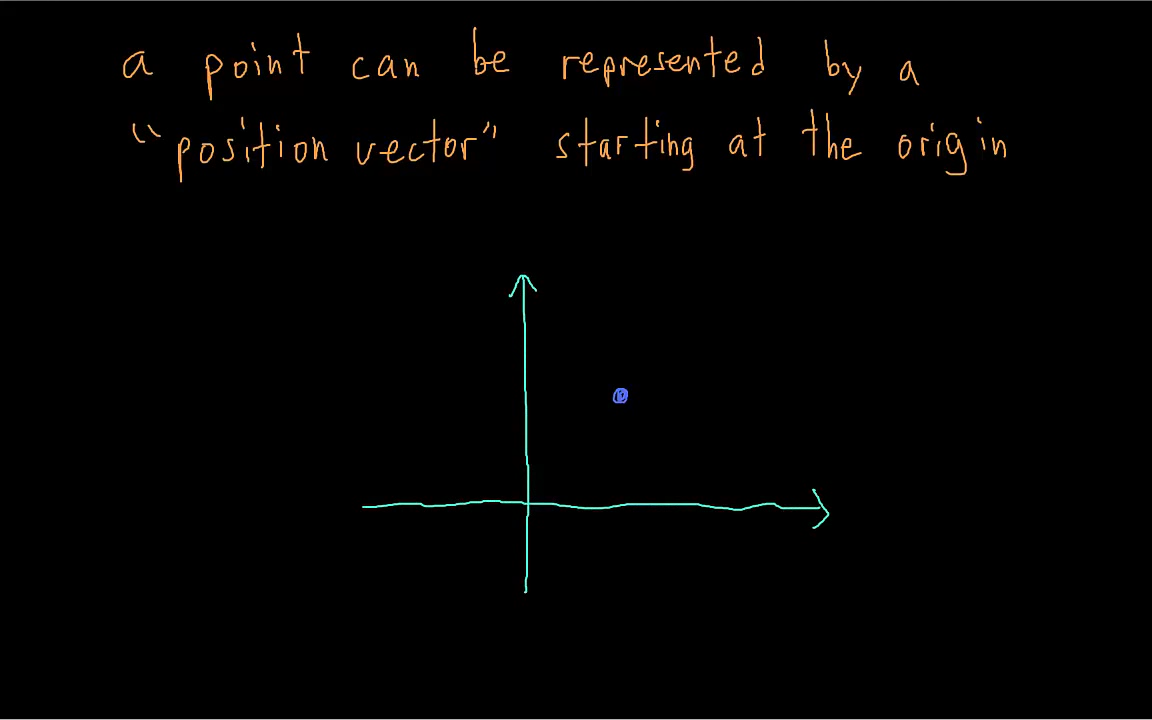 a point can be represented by a
"position vector" starting at the origin